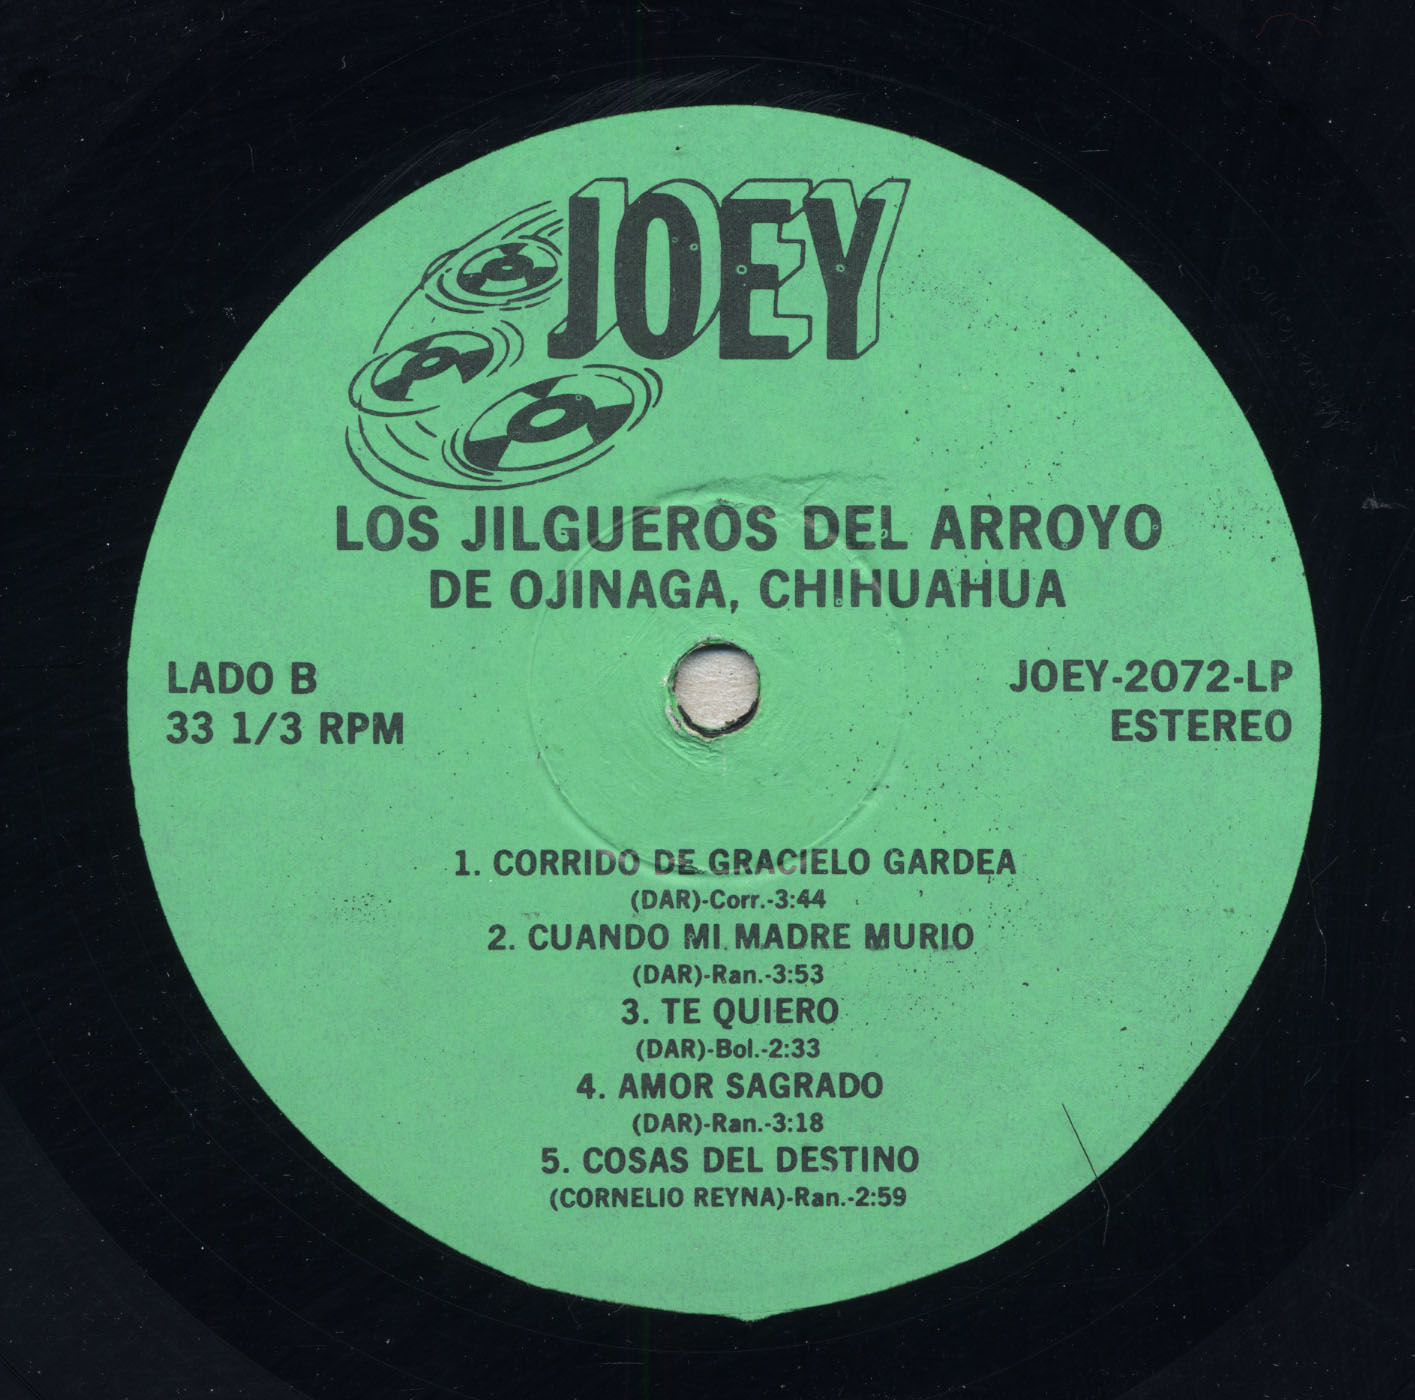 JOEY
LOS JILGUEROS DEL ARROYO
DE OJINAGA, CHIHUAHUA
LADO B
33 1/3 RPM
JOEY-2072-LP
ESTEREO
1. CORRIDO DE GRACIELO GARDEA
(DAR)-Corr.-3:44
2. CUANDO MI MADRE MURIO
(DAR)-Ran.-3:53
3. TE QUIERO
(DAR)-Bol.-2:33
4. AMOR SAGRADO
(DAR)-Ran.-3:18
5. COSAS DEL DESTINO
(CORNELIO REYNA)-Ran.-2:59